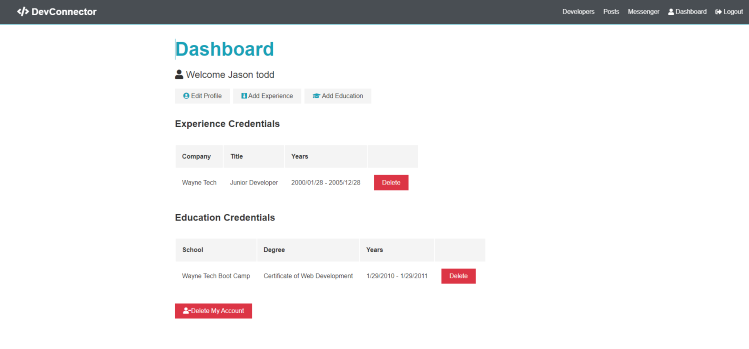 DevConnector Developers Posts Messenger Dashboard Logout
Dashboard
Welcome Jason todd
Edit Profile Add Experience Add Education
Experience Credentials
Company Title Years
Wayne Tech Junior Developer 2000/01/28 - 2005/12/28 Delete
Education Credentials
School Degree Years
Wayne Tech Boot Camp Certificate of Web Development 1/29/2010 - 1/29/2011 Delete
Delete My Account